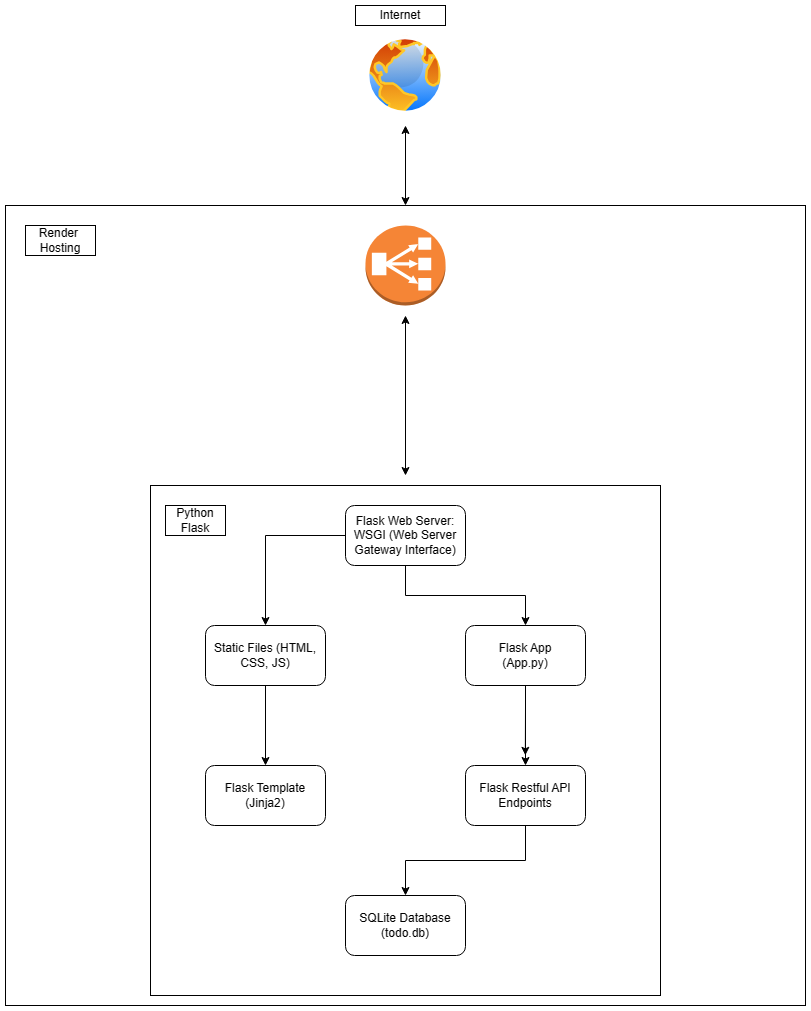 Internet
Render
Hosting
Python
Flask
Flask Web Server:
WSGI (Web Server
Gateway Interface)
Static Files (HTML,
CSS, JS)
Flask App
(App.py)
Flask Template
(Jinja2)
Flask Restful API
Endpoints
SQLite Database
(todo.db)